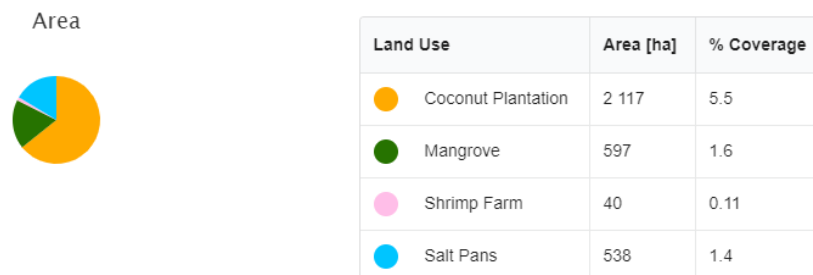 Area
Land Use Area [ha] % Coverage
Coconut Plantation 2 117 5.5
Mangrove 597 1.6
Shrimp Farm 40 0.11
Salt Pans 538 1.4